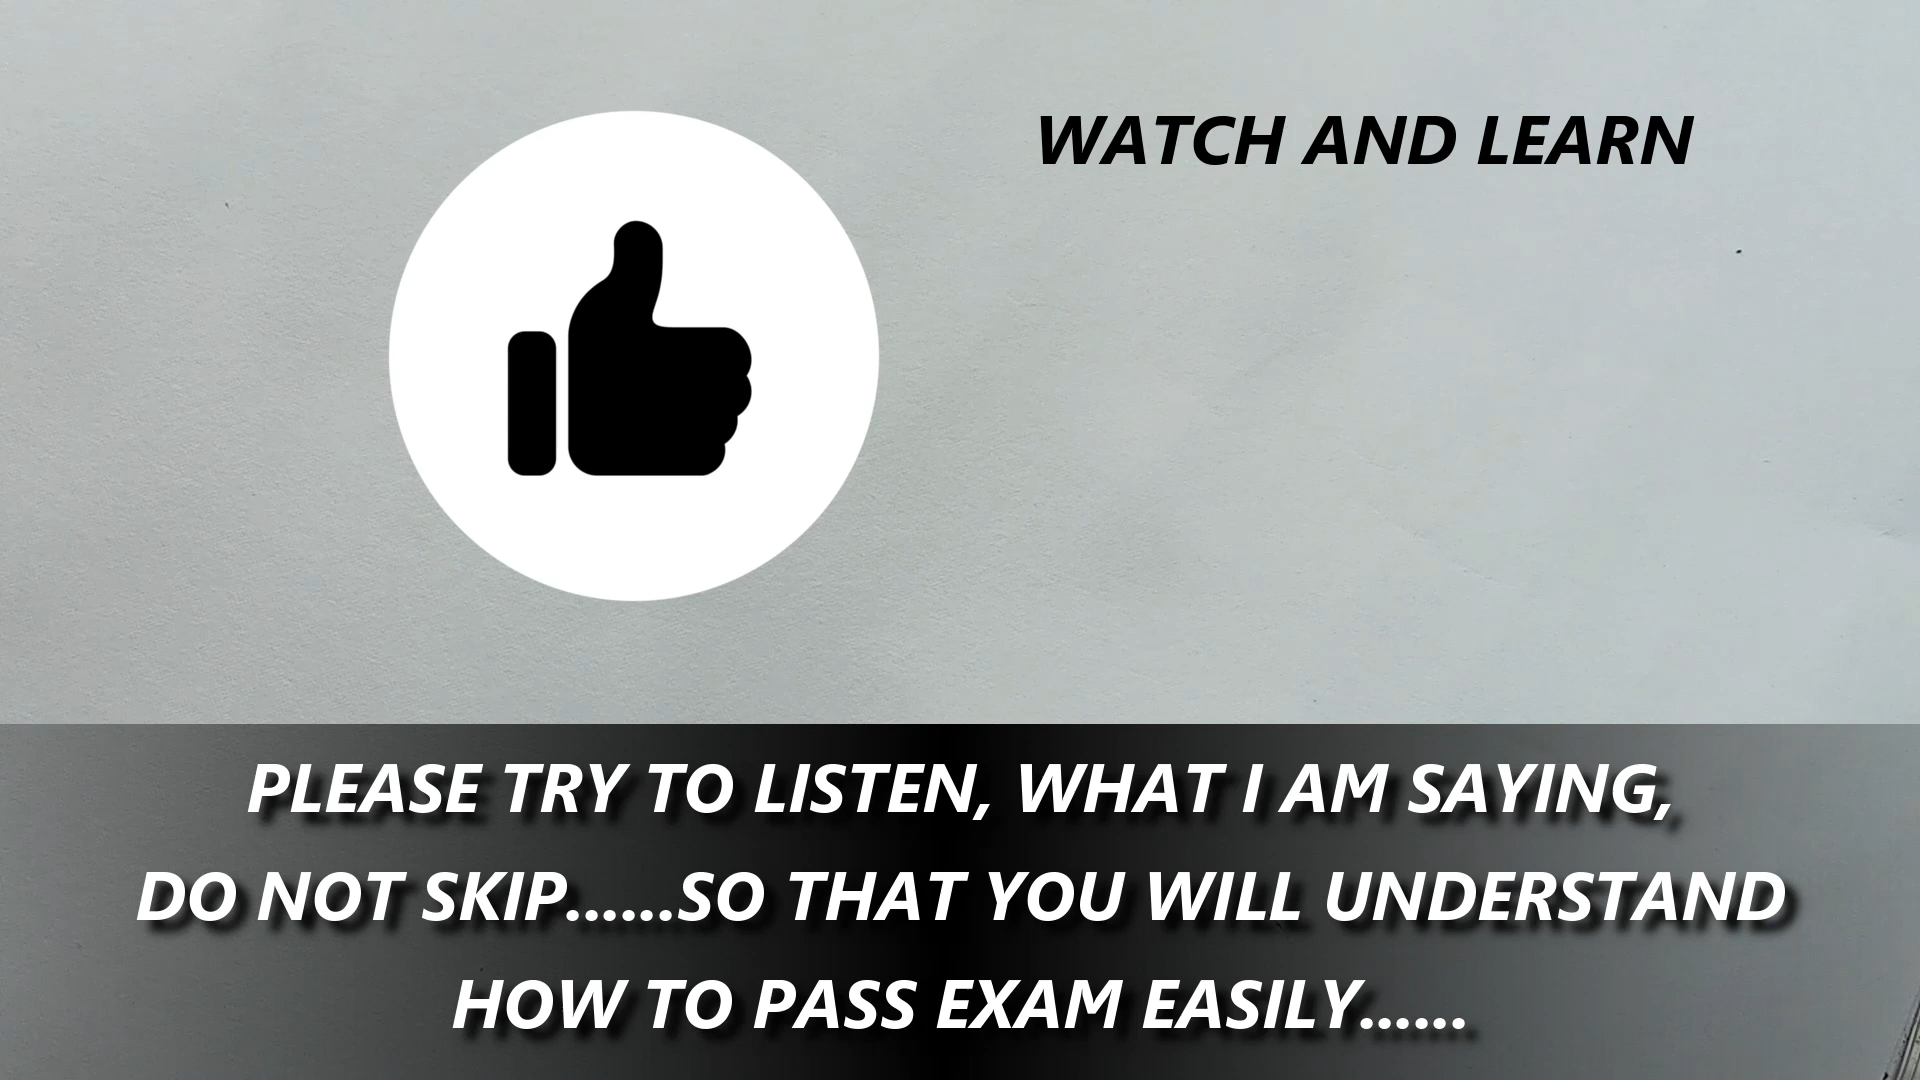 WATCH AND LEARN
PLEASE TRY TO LISTEN, WHAT I AM SAYING,
DO NOT SKIP......SO THAT YOU WILL UNDERSTAND
HOW TO PASS EXAM EASILY......